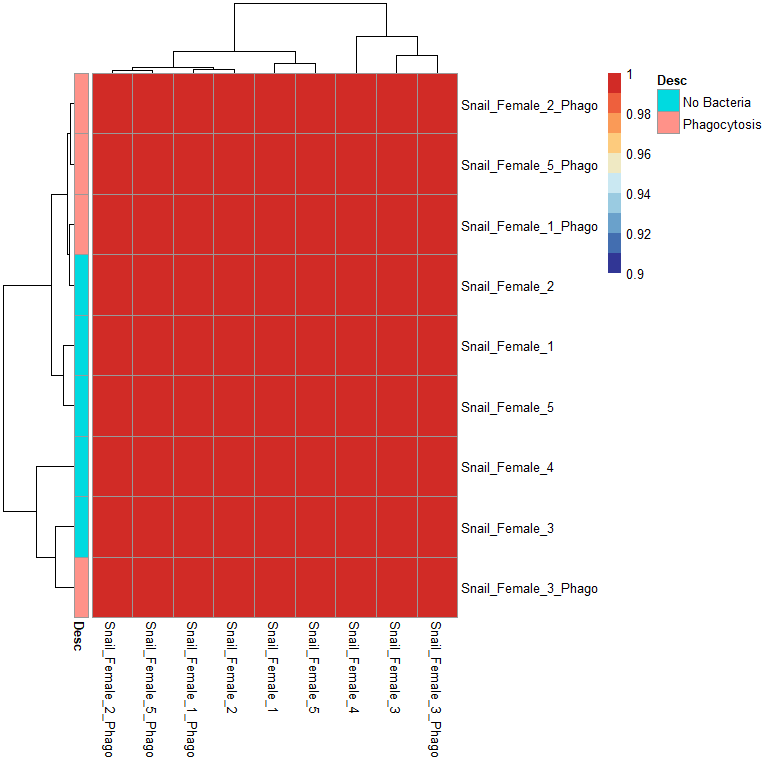 1
0.98
0.96
0.94
0.92
0.9
Desc
No Bacteria
Phagocytosis
Snail_Female_2_Phago
Snail_Female_5_Phago
Snail_Female_1_Phago
Snail_Female_2
Snail_Female_1
Snail_Female_5
Snail_Female_4
Snail_Female_3
Snail_Female_3_Phago
Desc
Snail_Female_2_Phago
Snail_Female_5_Phago
Snail_Female_1_Phago
Snail_Female_2
Snail_Female_1
Snail_Female_5
Snail_Female_4
Snail_Female_3
Snail_Female_3_Phago